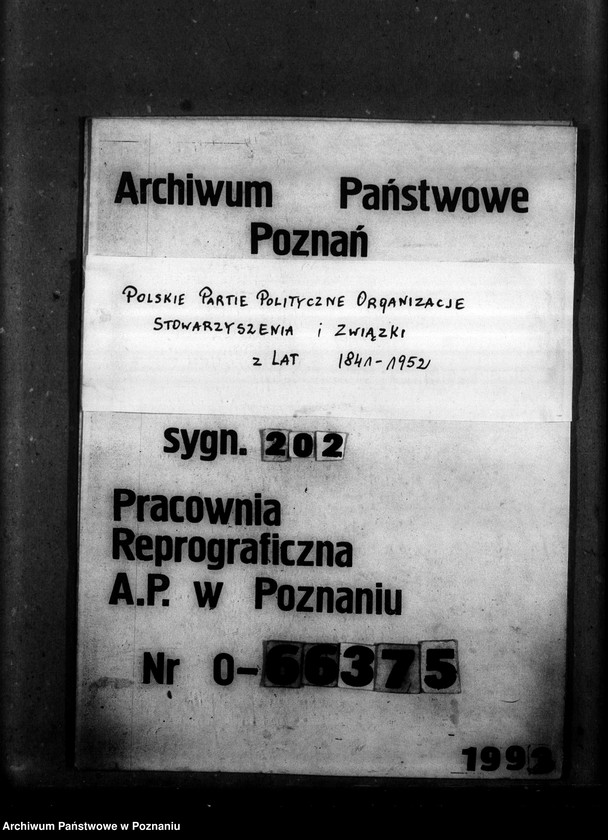 Archiwum Państwowe
Poznań
POLSKIE PARTIE POLITYCZNE ORGANIZACJE
STOWARZYSZENIA i ZWIĄZKI
z LAT 1841-1952
sygn. 202
Pracownia
Reprograficzna
A.P. w Poznaniu
Nr O-66375
1993
Archiwum Państwowe w Poznaniu